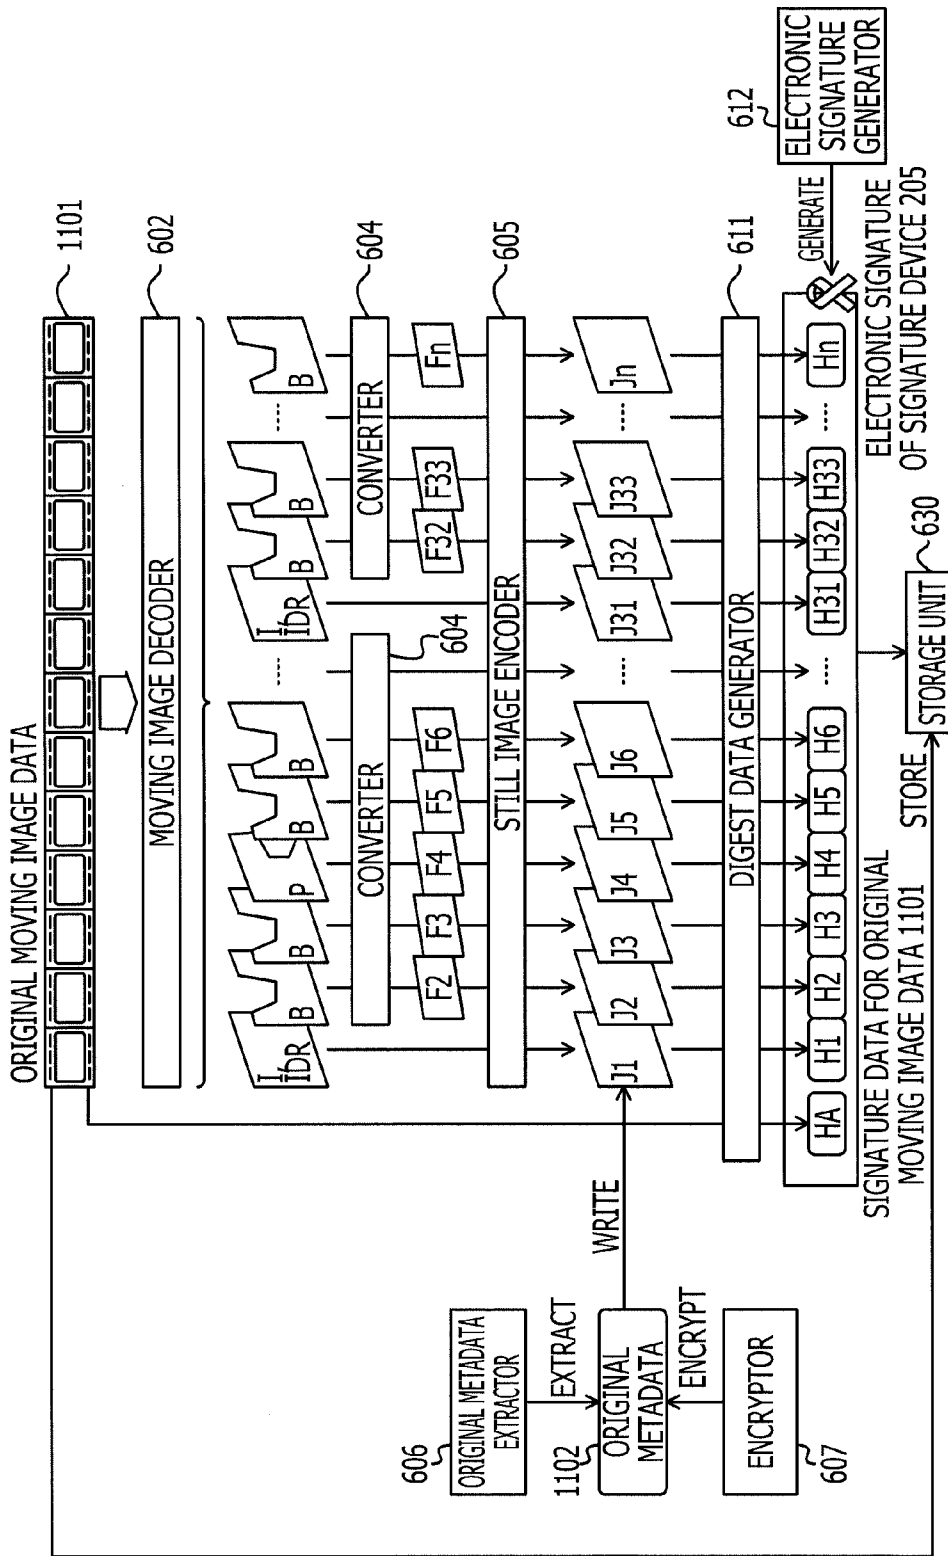 ORIGINAL MOVING IMAGE DATA
1101
MOVING IMAGE DECODER
602
I/IDR
B
B
P
B
B
.....
I/IDR
B
B
.....
B
CONVERTER
604
CONVERTER
604
F2
F3
F4
F5
F6
F32
F33
Fn
STILL IMAGE ENCODER
605
606
ORIGINAL METADATA
EXTRACTOR
EXTRACT
1102
ORIGINAL
METADATA
WRITE
ENCRYPT
ENCRYPTOR
607
J1
J2
J3
J4
J5
J6
.....
J31
J32
J33
.....
Jn
DIGEST DATA GENERATOR
611
HA
H1
H2
H3
H4
H5
H6
.....
H31
H32
H33
.....
Hn
GENERATE
612
ELECTRONIC
SIGNATURE
GENERATOR
SIGNATURE DATA FOR ORIGINAL
MOVING IMAGE DATA 1101
ELECTRONIC SIGNATURE
OF SIGNATURE DEVICE 205
STORE
STORAGE UNIT
630